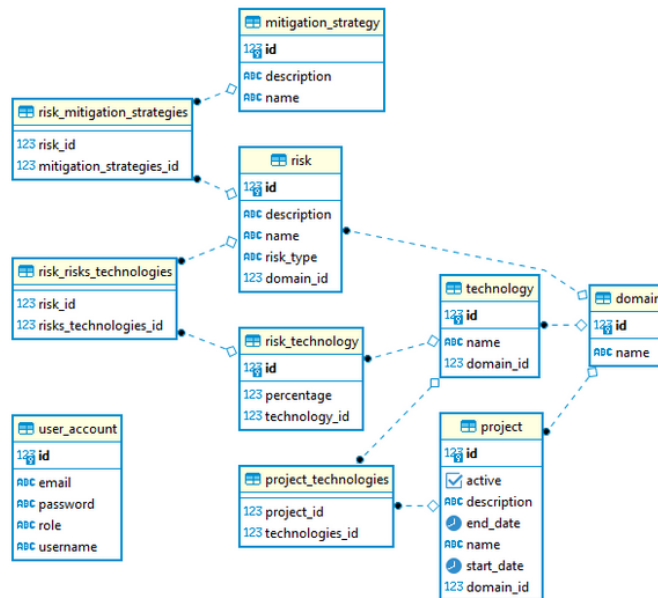 mitigation_strategy
123 id
ABC description
ABC name
risk_mitigation_strategies
123 risk_id
123 mitigation_strategies_id
risk
123 id
ABC description
ABC name
ABC risk_type
123 domain_id
risk_risks_technologies
123 risk_id
123 risks_technologies_id
technology
123 id
ABC name
123 domain_id
domain
123 id
ABC name
risk_technology
123 id
123 percentage
123 technology_id
user_account
123 id
ABC email
ABC password
ABC role
ABC username
project_technologies
123 project_id
123 technologies_id
project
123 id
active
ABC description
end_date
ABC name
start_date
123 domain_id